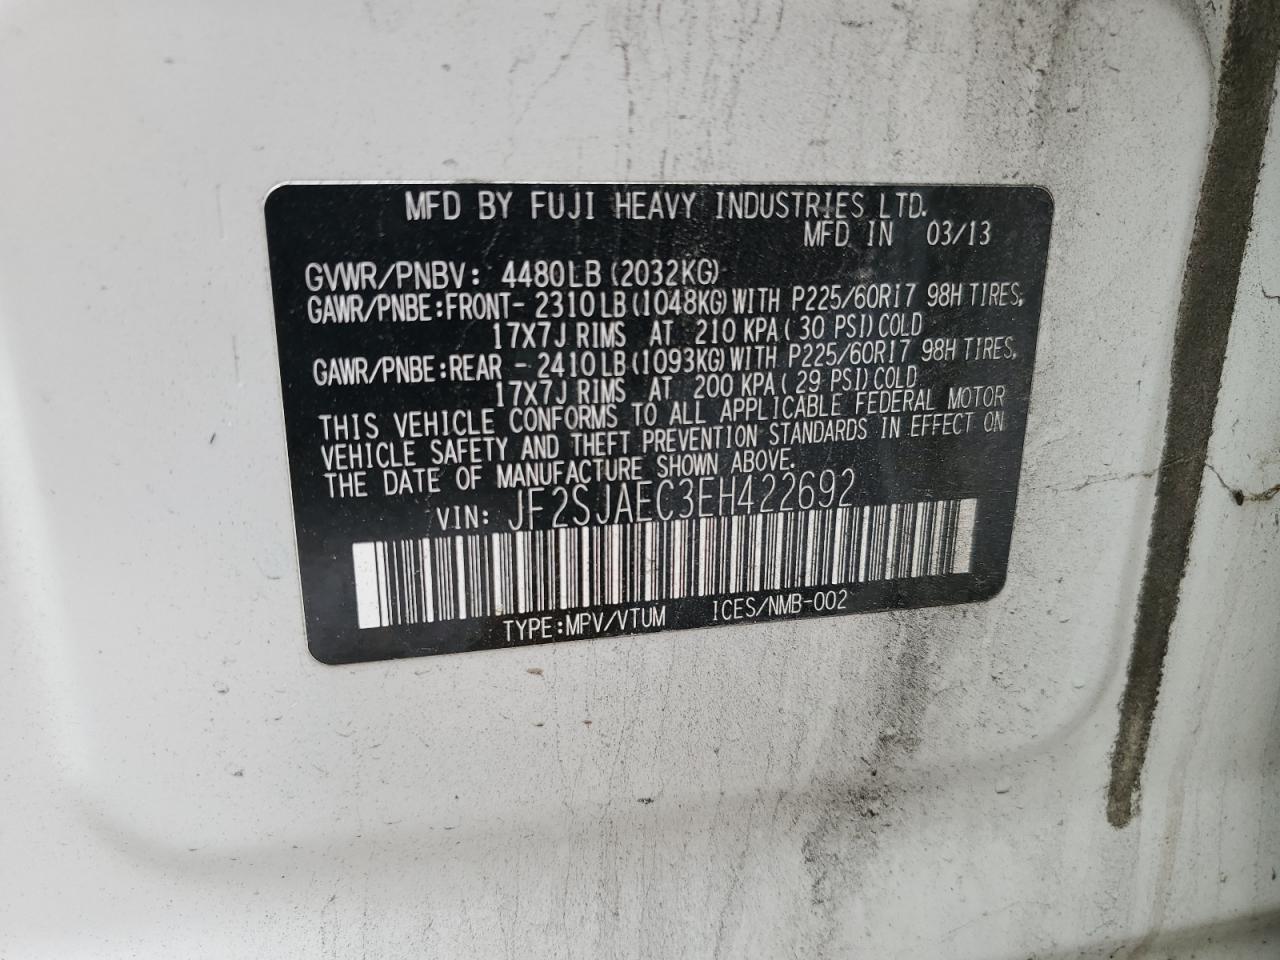 MFD BY FUJI HEAVY INDUSTRIES LTD.
MFD IN 03/13
GVWR/PNBV: 4480LB (2032KG)
GAWR/PNBE:FRONT- 2310LB (1048KG) WITH P225/60R17 98H TIRES,
17X7J RIMS AT 210 KPA ( 30 PSI) COLD
GAWR/PNBE:REAR - 2410LB (1093KG) WITH P225/60R17 98H TIRES,
17X7J RIMS AT 200 KPA ( 29 PSI) COLD
THIS VEHICLE CONFORMS TO ALL APPLICABLE FEDERAL MOTOR
VEHICLE SAFETY AND THEFT PREVENTION STANDARDS IN EFFECT ON
THE DATE OF MANUFACTURE SHOWN ABOVE.
VIN: JF2SJAEC3EH422692
TYPE:MPV/VTUM ICES/NMB-002